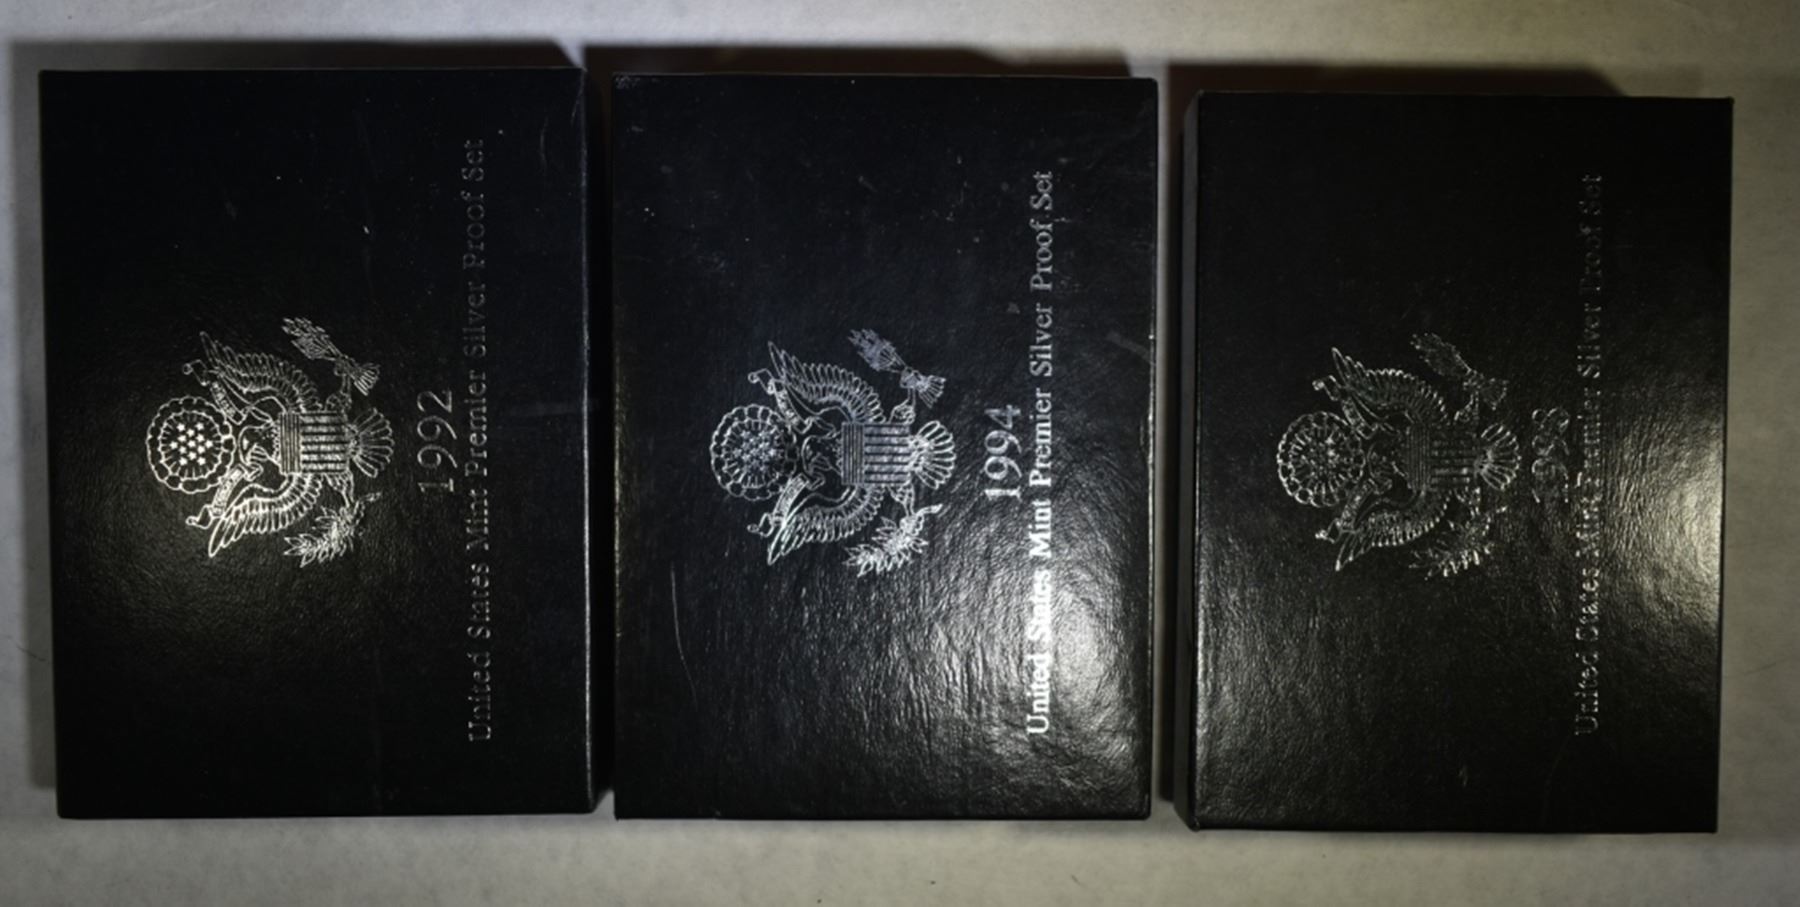 1992
United States Mint Premier Silver Proof Set
1994
United States Mint Premier Silver Proof Set
1998
United States Mint Premier Silver Proof Set